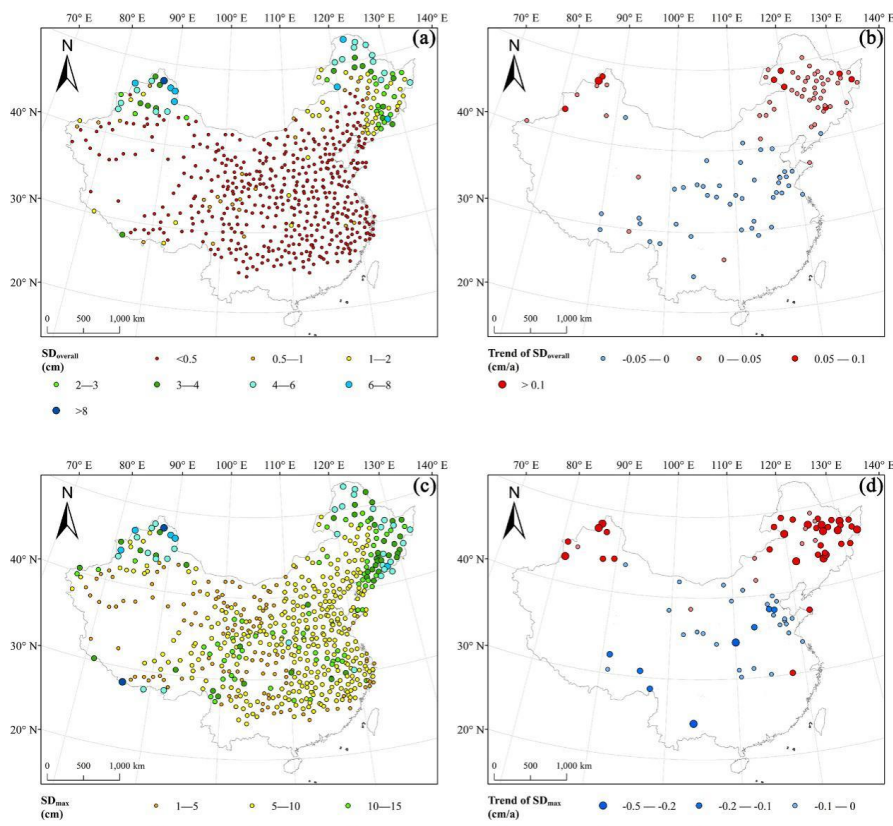 70° E 80° E 90° E 100° E 110° E 120° E 130° E 140° E
N
(a)
40° N
30° N
20° N
0 500 1,000 km
SDoverall
(cm)
<0.5 0.5—1 1—2
2—3 3—4 4—6 6—8
>8
70° E 80° E 90° E 100° E 110° E 120° E 130° E 140° E
N
(b)
40° N
30° N
20° N
0 500 1,000 km
Trend of SDoverall
(cm/a)
-0.05 — 0 0 — 0.05 0.05 — 0.1
> 0.1
70° E 80° E 90° E 100° E 110° E 120° E 130° E 140° E
N
(c)
40° N
30° N
20° N
0 500 1,000 km
SDmax
(cm)
1—5 5—10 10—15
70° E 80° E 90° E 100° E 110° E 120° E 130° E 140° E
N
(d)
40° N
30° N
20° N
0 500 1,000 km
Trend of SDmax
(cm/a)
-0.5 — -0.2 -0.2 — -0.1 -0.1 — 0